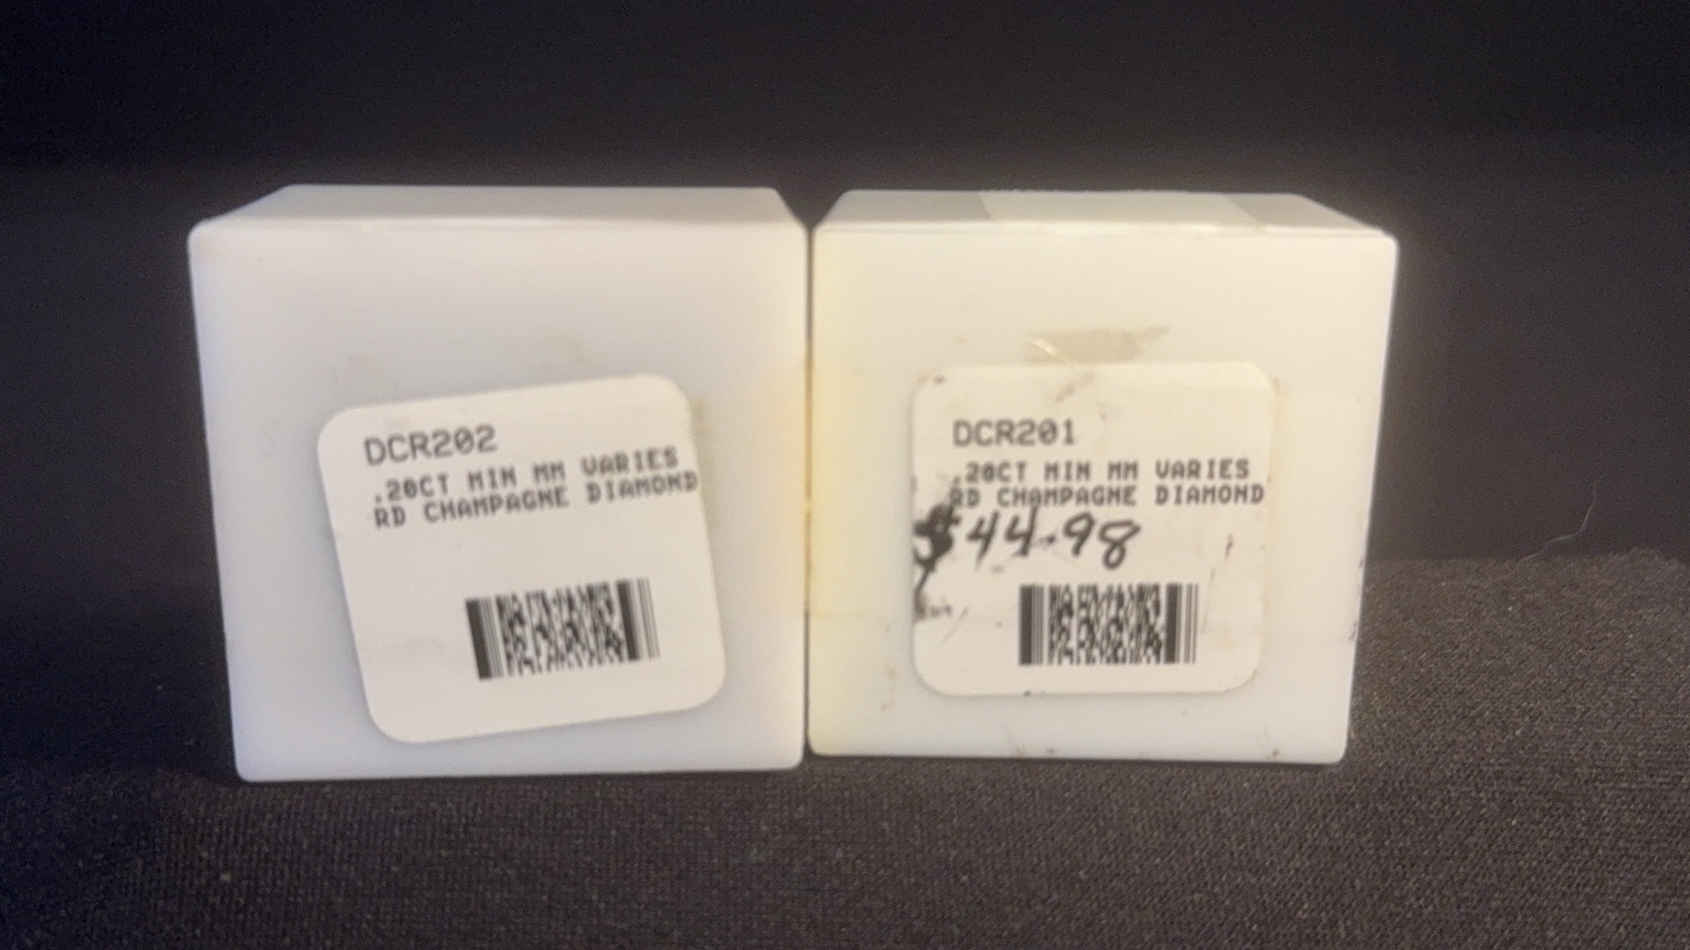 DCR202
.20CT MIN MM VARIES
RD CHAMPAGNE DIAMOND
DCR201
.20CT MIN MM VARIES
RD CHAMPAGNE DIAMOND
$44.98